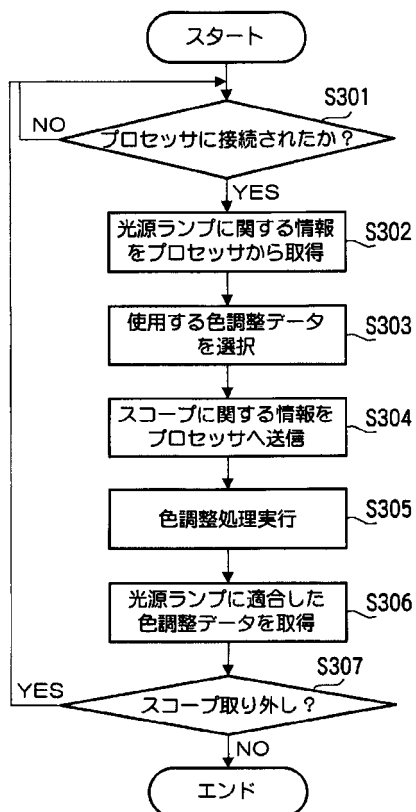 スタート
S301
NO
プロセッサに接続されたか？
YES
光源ランプに関する情報
をプロセッサから取得
S302
使用する色調整データ
を選択
S303
スコープに関する情報を
プロセッサへ送信
S304
色調整処理実行
S305
光源ランプに適合した
色調整データを取得
S306
S307
YES
スコープ取り外し？
NO
エンド